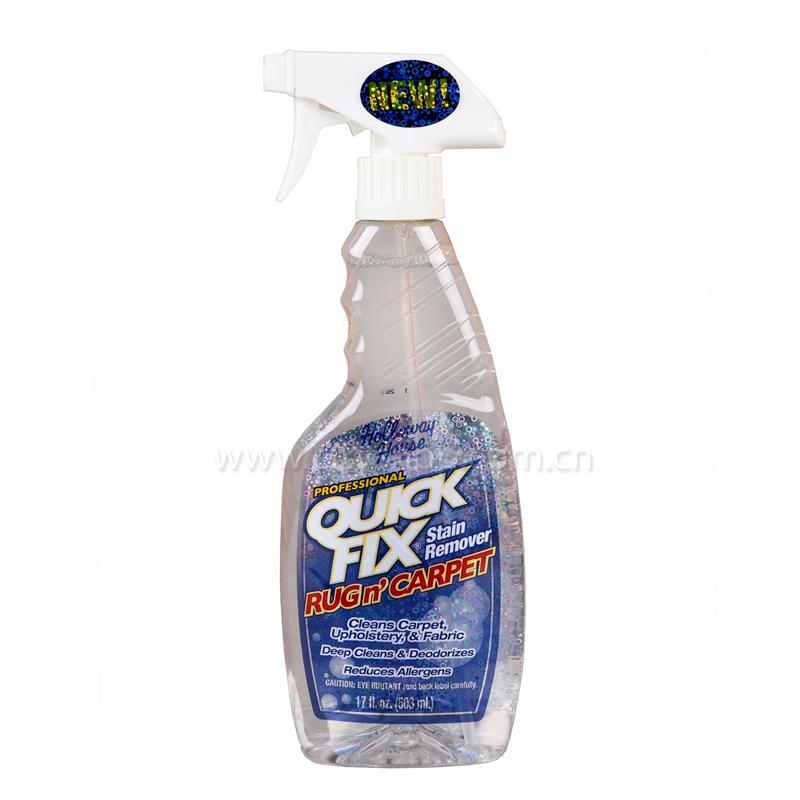 NEW!
Holloway
House
PROFESSIONAL
QUICK
FIX®
Stain
Remover
RUG n' CARPET
Cleans Carpet,
Upholstery, & Fabric
Deep Cleans & Deodorizes
Reduces Allergens
CAUTION: EYE IRRITANT read back label carefully.
17 fl. oz. (503 mL)